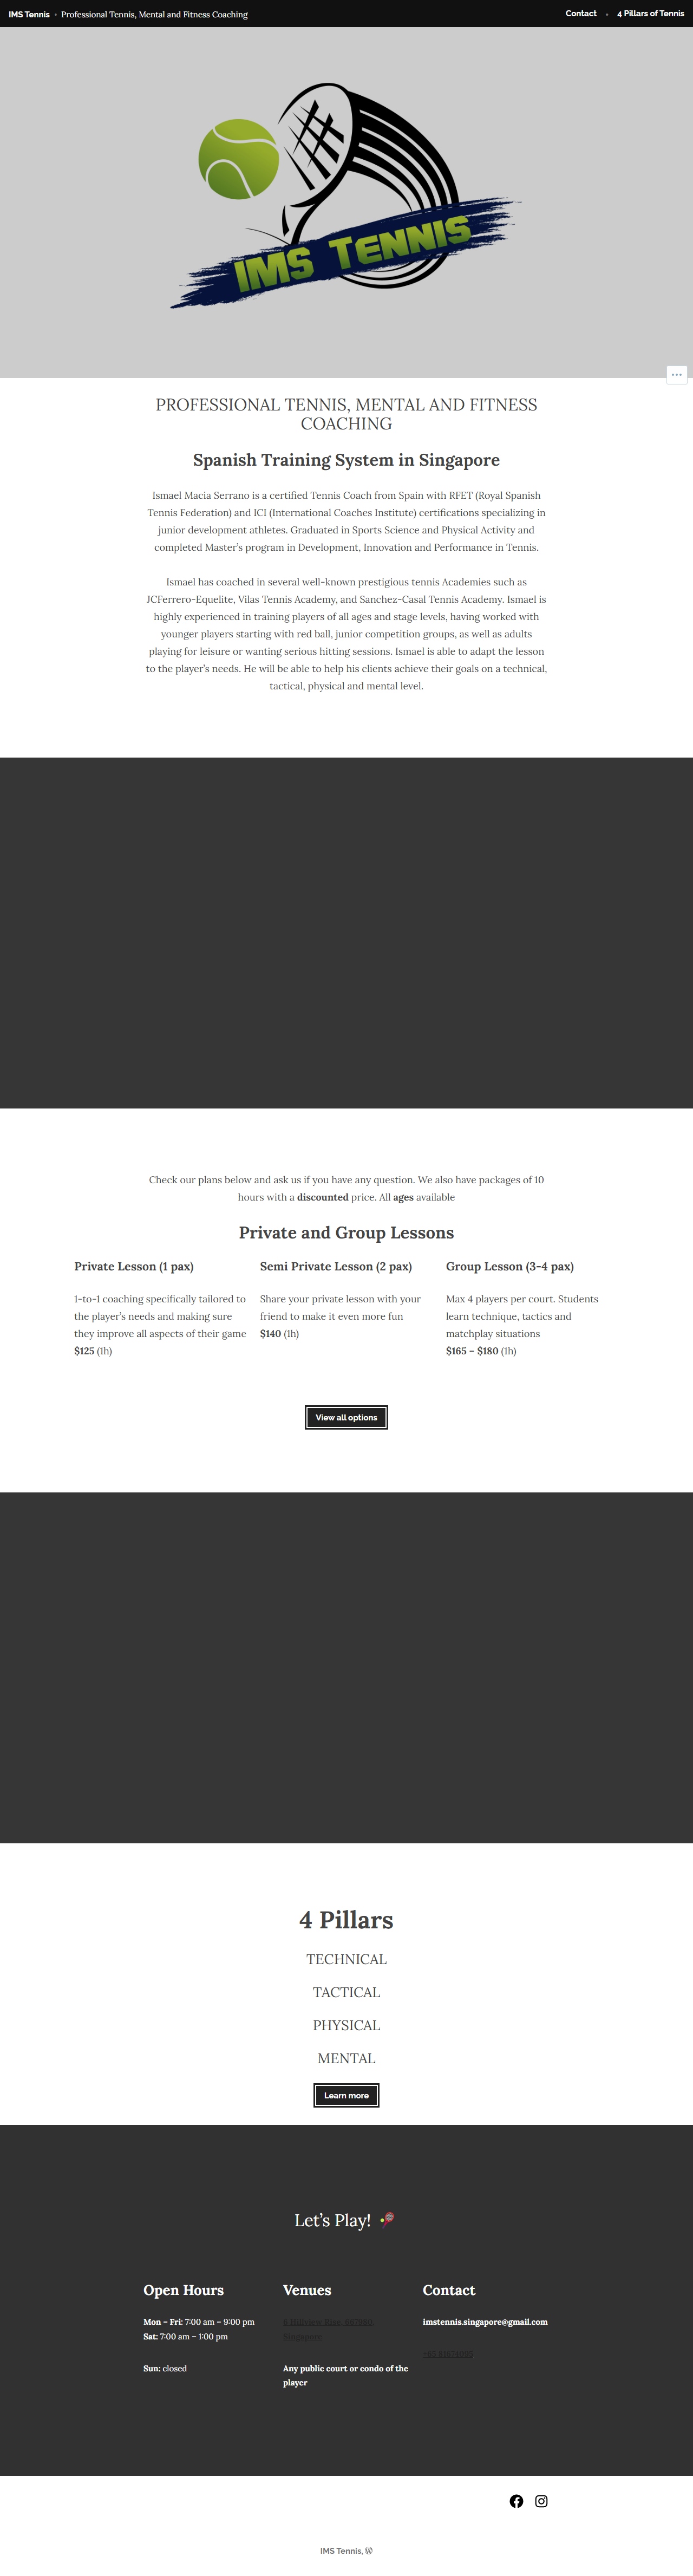 IMS Tennis • Professional Tennis, Mental and Fitness Coaching
Contact • 4 Pillars of Tennis
IMS TENNIS
PROFESSIONAL TENNIS, MENTAL AND FITNESS
COACHING
Spanish Training System in Singapore
Ismael Macia Serrano is a certified Tennis Coach from Spain with RFET (Royal Spanish
Tennis Federation) and ICI (International Coaches Institute) certifications specializing in
junior development athletes. Graduated in Sports Science and Physical Activity and
completed Master's program in Development, Innovation and Performance in Tennis.
Ismael has coached in several well-known prestigious tennis Academies such as
JCFerrero-Equelite, Vilas Tennis Academy, and Sanchez-Casal Tennis Academy. Ismael is
highly experienced in training players of all ages and stage levels, having worked with
younger players starting with red ball, junior competition groups, as well as adults
playing for leisure or wanting serious hitting sessions. Ismael is able to adapt the lesson
to the player's needs. He will be able to help his clients achieve their goals on a technical,
tactical, physical and mental level.
Check our plans below and ask us if you have any question. We also have packages of 10
hours with a discounted price. All ages available
Private and Group Lessons
Private Lesson (1 pax)
1-to-1 coaching specifically tailored to
the player's needs and making sure
they improve all aspects of their game
$125 (1h)
Semi Private Lesson (2 pax)
Share your private lesson with your
friend to make it even more fun
$140 (1h)
Group Lesson (3-4 pax)
Max 4 players per court. Students
learn technique, tactics and
matchplay situations
$165 – $180 (1h)
View all options
4 Pillars
TECHNICAL
TACTICAL
PHYSICAL
MENTAL
Learn more
Let's Play!
Open Hours
Mon – Fri: 7:00 am – 9:00 pm
Sat: 7:00 am – 1:00 pm
Sun: closed
Venues
Singapore
Any public court or condo of the
player
Contact
imstennis.singapore@gmail.com
IMS Tennis,